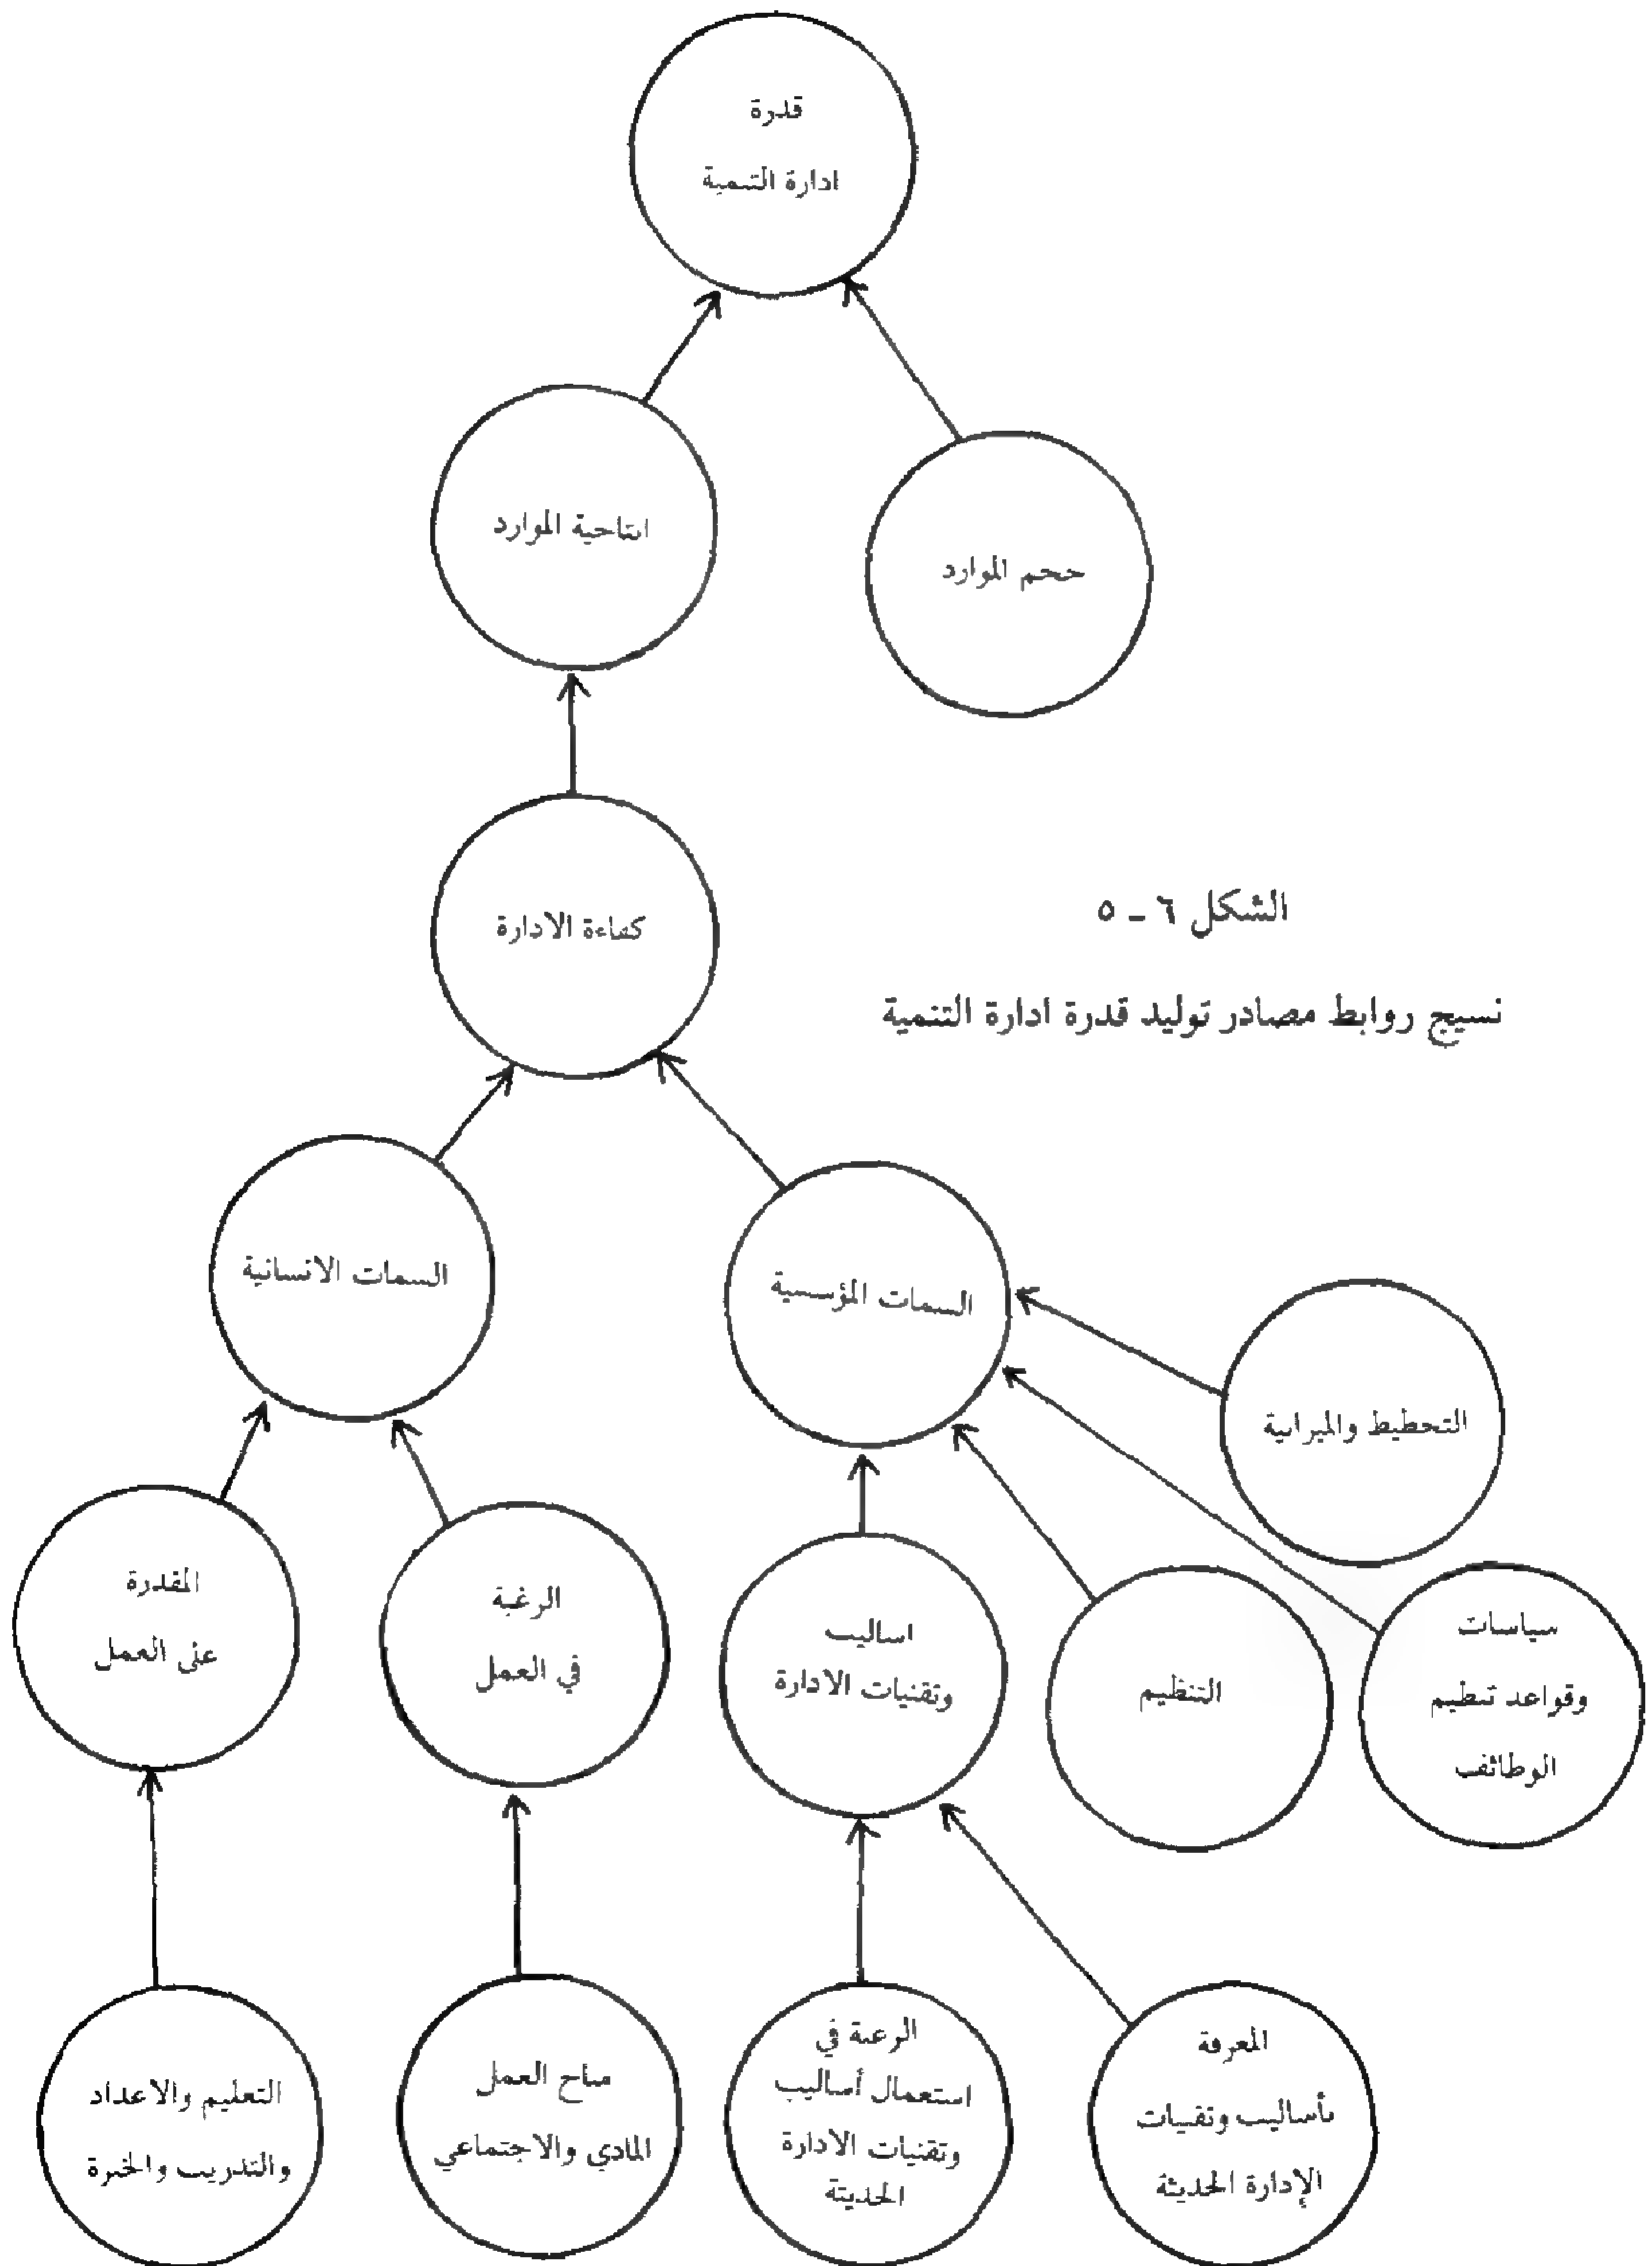 قدرة
ادارة التنمية
انتاجية الموارد
حجم الموارد
كفاءة الادارة
الشكل ٦ - ٥
نسيج روابط مصادر توليد قدرة ادارة التنمية
السمات الانسانية
السمات المؤسسية
التخطيط والميزانية
المقدرة
على العمل
الرغبة
في العمل
اساليب
وتقنيات الادارة
التنظيم
سياسات
وقواعد تنظيم
الوظائف
التعليم والاعداد
والتدريب والخبرة
مناخ العمل
المادي والاجتماعي
الرغبة في
استعمال أساليب
وتقنيات الادارة
الحديثة
المعرفة
بأساليب وتقنيات
الإدارة الحديثة